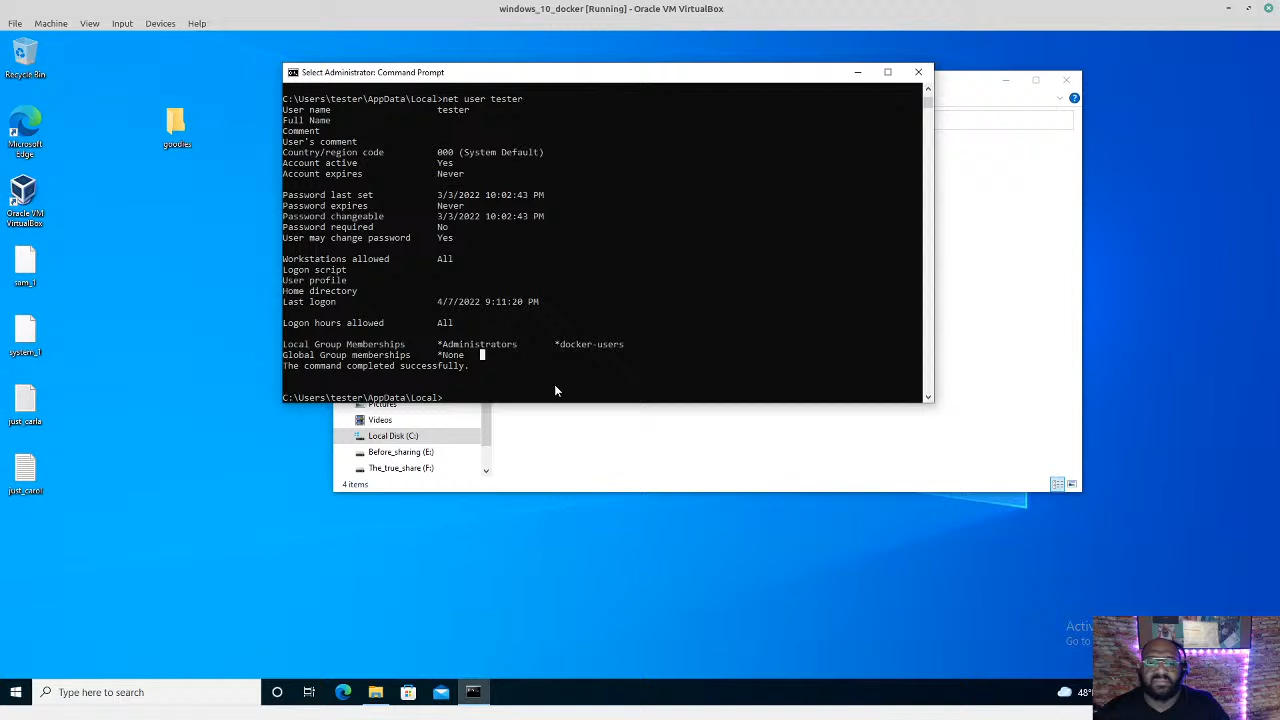 windows_10_docker [Running] - Oracle VM VirtualBox
File Machine View Input Devices Help
Recycle Bin
Microsoft Edge
goodies
Oracle VM VirtualBox
sam_1
system_1
just_carla
just_carol
Select Administrator: Command Prompt
C:\Users\tester\AppData\Local>net user tester
User name tester
Full Name
Comment
User's comment
Country/region code 000 (System Default)
Account active Yes
Account expires Never
Password last set 3/3/2022 10:02:43 PM
Password expires Never
Password changeable 3/3/2022 10:02:43 PM
Password required No
User may change password Yes
Workstations allowed All
Logon script
User profile
Home directory
Last logon 4/7/2022 9:11:20 PM
Logon hours allowed All
Local Group Memberships *Administrators *docker-users
Global Group memberships *None
The command completed successfully.
C:\Users\tester\AppData\Local>
Pictures
Videos
Local Disk (C:)
Before_sharing (E:)
The_true_share (F:)
4 items
Go to
Type here to search
48°